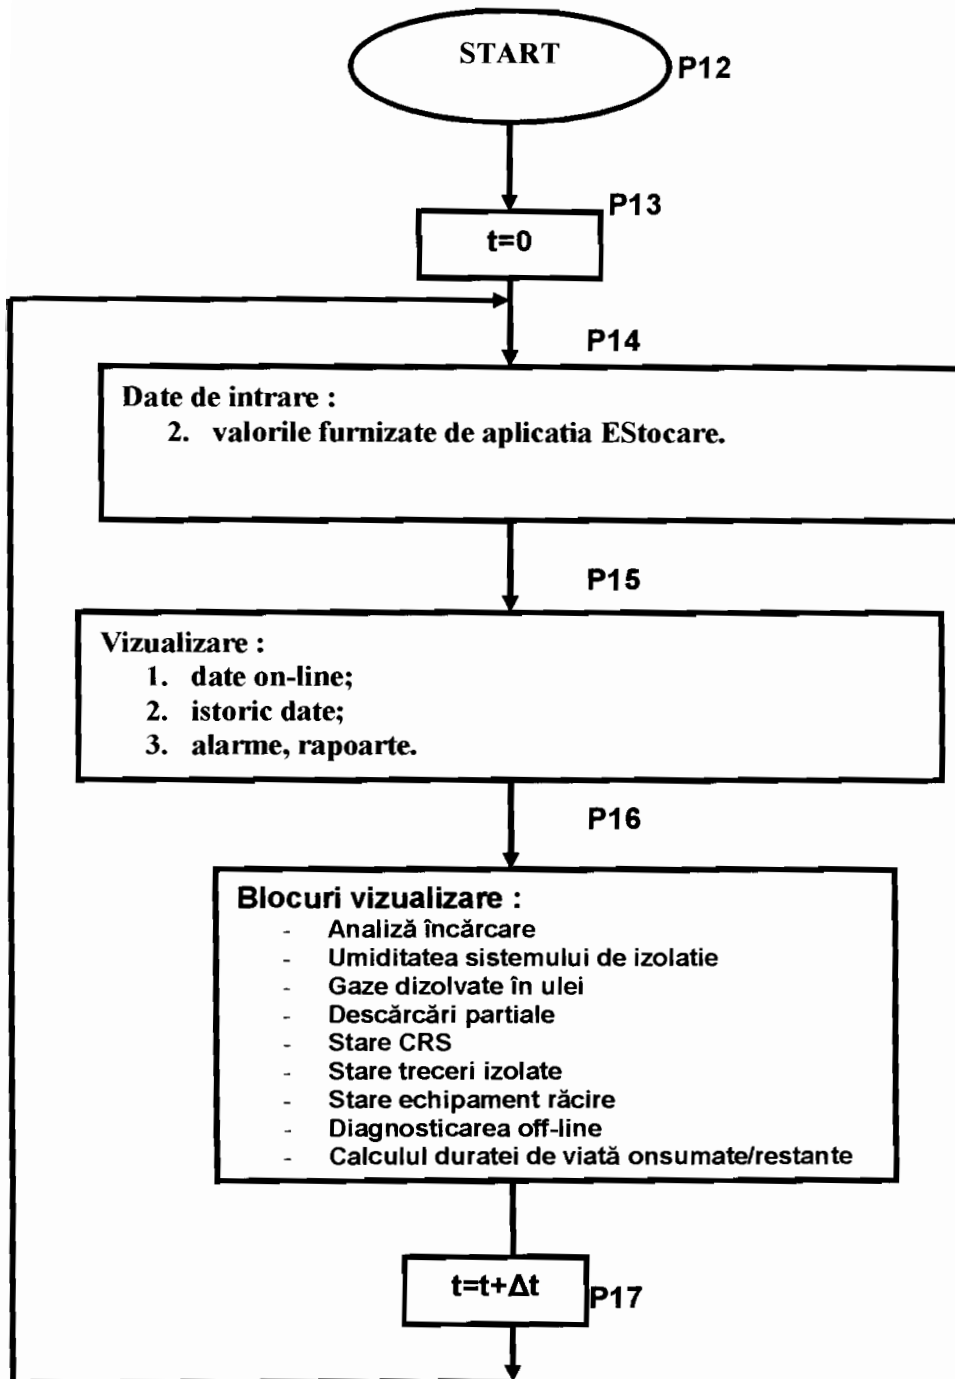 START
P12
P13
t=0
P14
Date de intrare :
2. valorile furnizate de aplicatia EStocare.
P15
Vizualizare :
1. date on-line;
2. istoric date;
3. alarme, rapoarte.
P16
Blocuri vizualizare :
- Analiză încărcare
- Umiditatea sistemului de izolatie
- Gaze dizolvate în ulei
- Descărcări partiale
- Stare CRS
- Stare treceri izolate
- Stare echipament răcire
- Diagnosticarea off-line
- Calculul duratei de viată onsumate/restante
t=t+Δt
P17